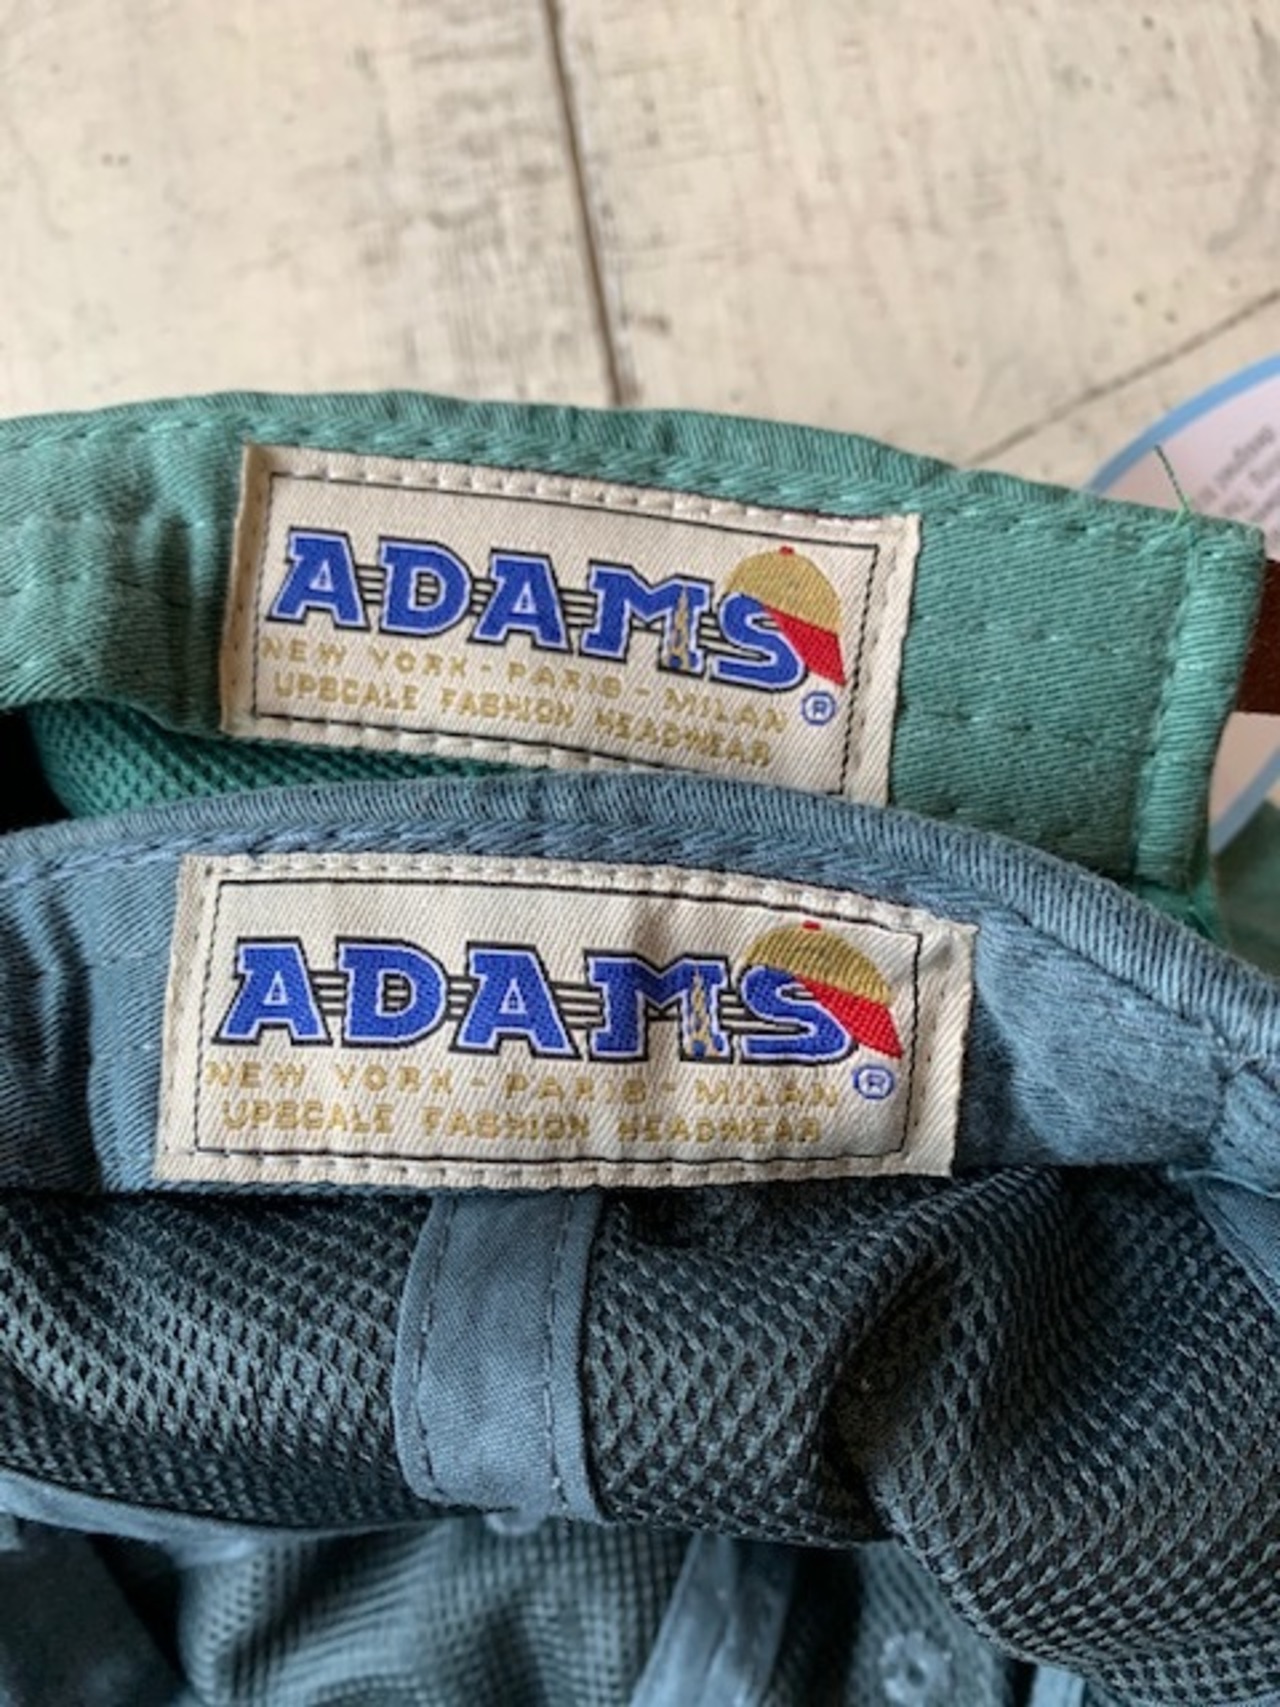 ADAMS
NEW YORK - PARIS - MILAN ®
UPSCALE FASHION HEADWEAR
ADAMS
NEW YORK - PARIS - MILAN ®
UPSCALE FASHION HEADWEAR